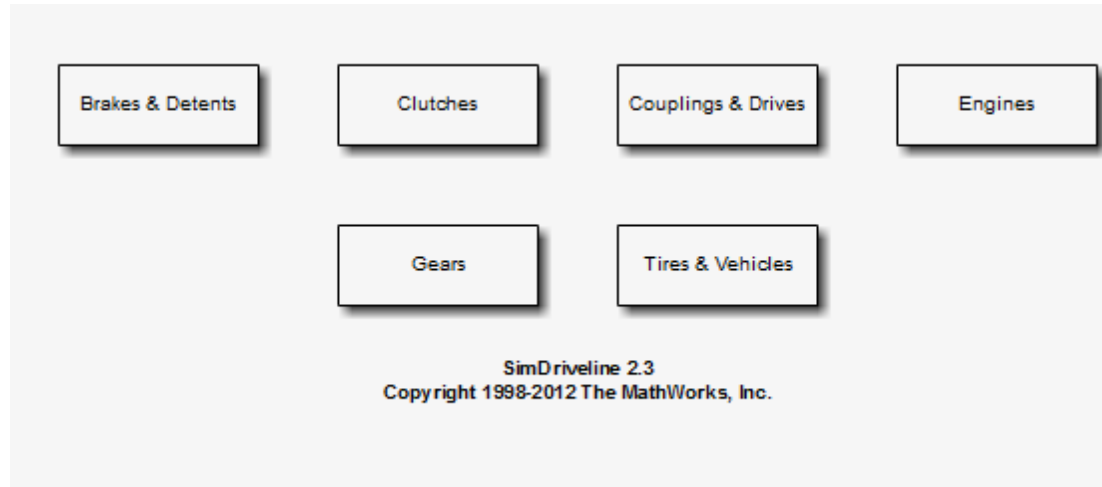 Brakes & Detents
Clutches
Couplings & Drives
Engines
Gears
Tires & Vehicles
SimDriveline 2.3
Copyright 1998-2012 The MathWorks, Inc.